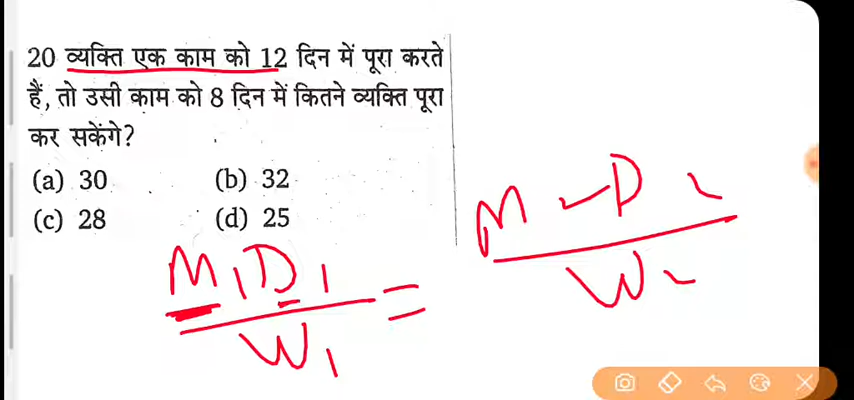 20 व्यक्ति एक काम को 12 दिन में पूरा करते
हैं, तो उसी काम को 8 दिन में कितने व्यक्ति पूरा
कर सकेंगे?
(a) 30 (b) 32
(c) 28 (d) 25
M₁D₁ / W₁ = M₂D₂ / W₂